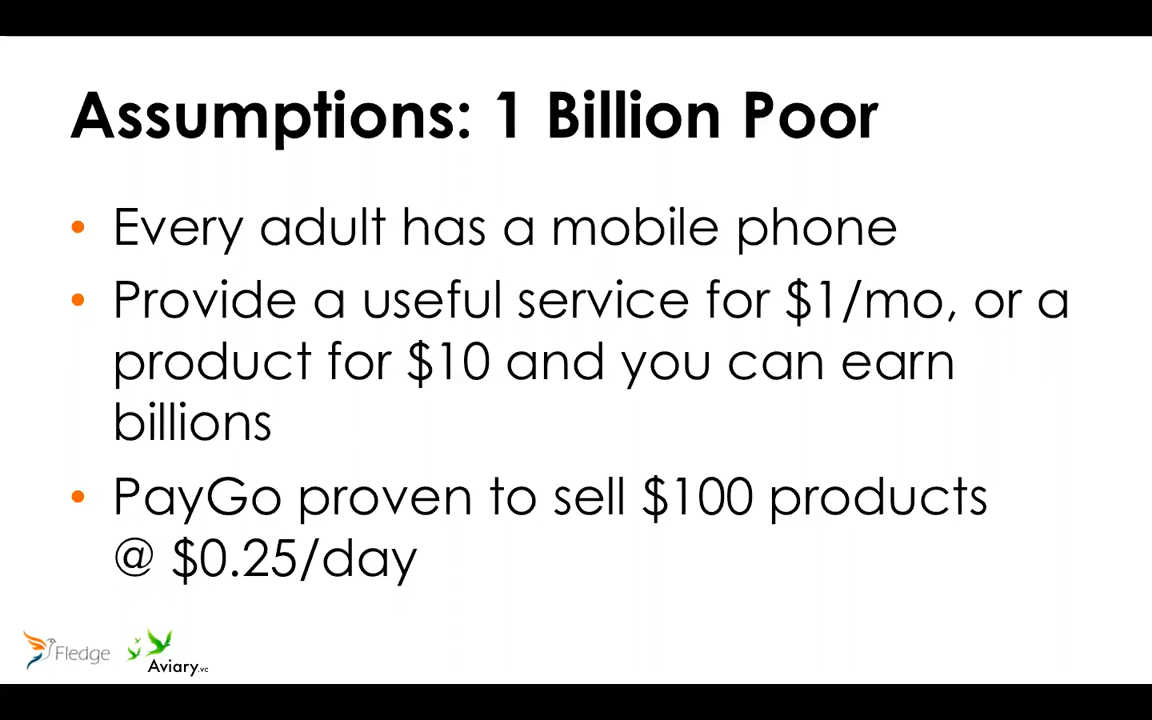 Assumptions: 1 Billion Poor
• Every adult has a mobile phone
• Provide a useful service for $1/mo, or a
product for $10 and you can earn
billions
• PayGo proven to sell $100 products
@ $0.25/day
Fledge
Aviary.vc